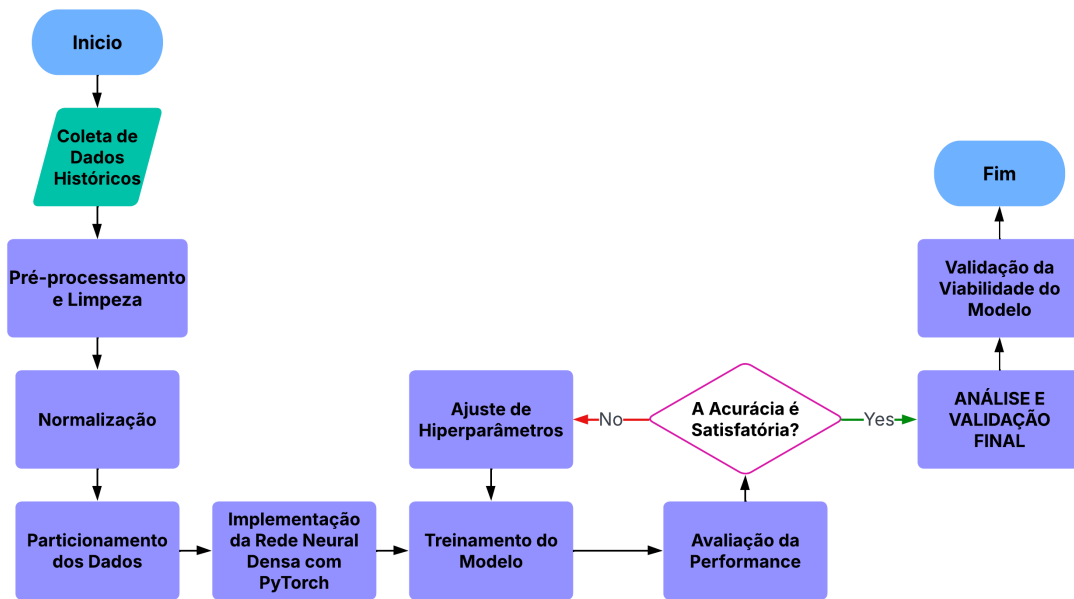 Inicio
Coleta de
Dados
Históricos
Pré-processamento
e Limpeza
Normalização
Particionamento
dos Dados
Implementação
da Rede Neural
Densa com
PyTorch
Treinamento do
Modelo
Ajuste de
Hiperparâmetros
Avaliação da
Performance
A Acurácia é
Satisfatória?
No
Yes
ANÁLISE E
VALIDAÇÃO
FINAL
Validação da
Viabilidade do
Modelo
Fim